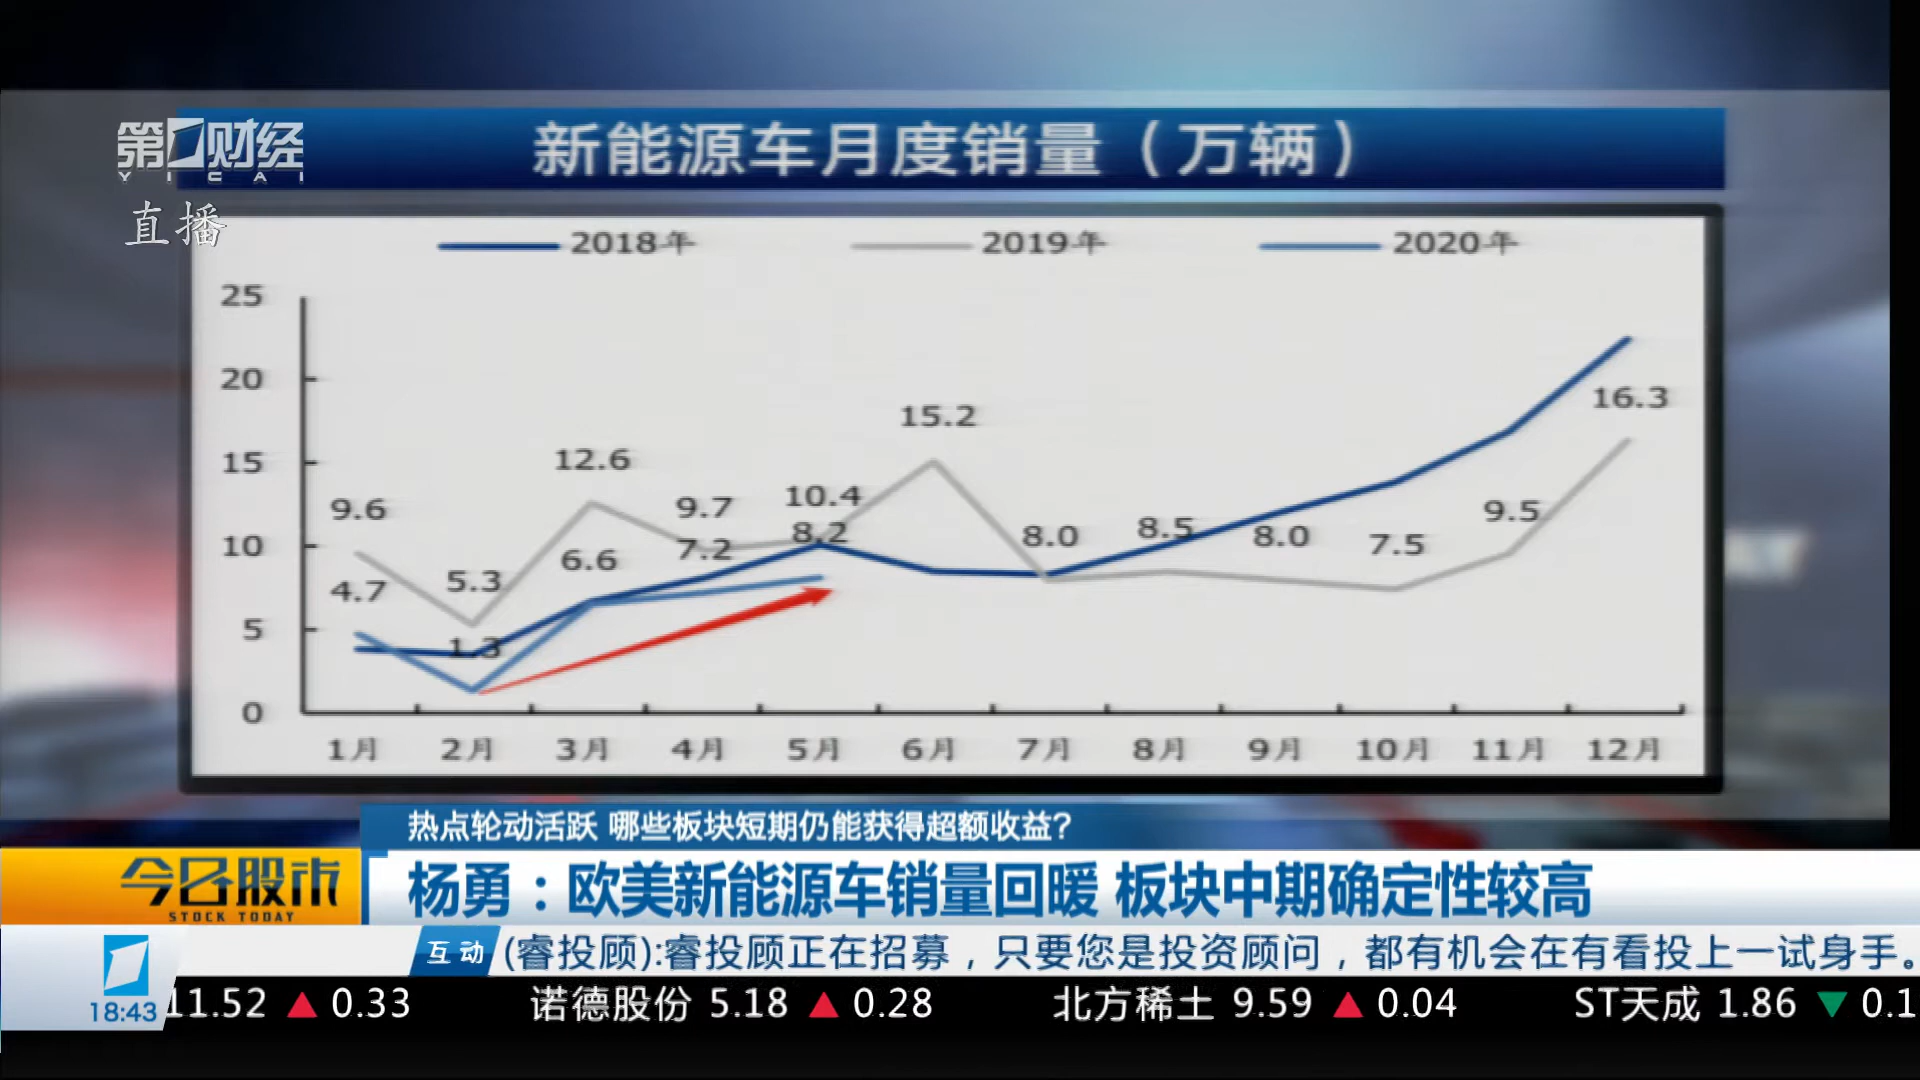 第一财经
YICAI
直播
新能源车月度销量（万辆）
2018年 2019年 2020年
25
20
15
10
5
0
9.6
4.7
5.3
1.3
12.6
6.6
9.7
7.2
10.4
8.2
15.2
8.0
8.5
8.0
7.5
9.5
16.3
1月 2月 3月 4月 5月 6月 7月 8月 9月 10月 11月 12月
热点轮动活跃 哪些板块短期仍能获得超额收益？
今日股市
STOCK TODAY
杨勇：欧美新能源车销量回暖 板块中期确定性较高
互动 (睿投顾):睿投顾正在招募，只要您是投资顾问，都有机会在有看投上一试身手。
18:43
11.52 ▲ 0.33 诺德股份 5.18 ▲ 0.28 北方稀土 9.59 ▲ 0.04 ST天成 1.86 ▼ 0.1